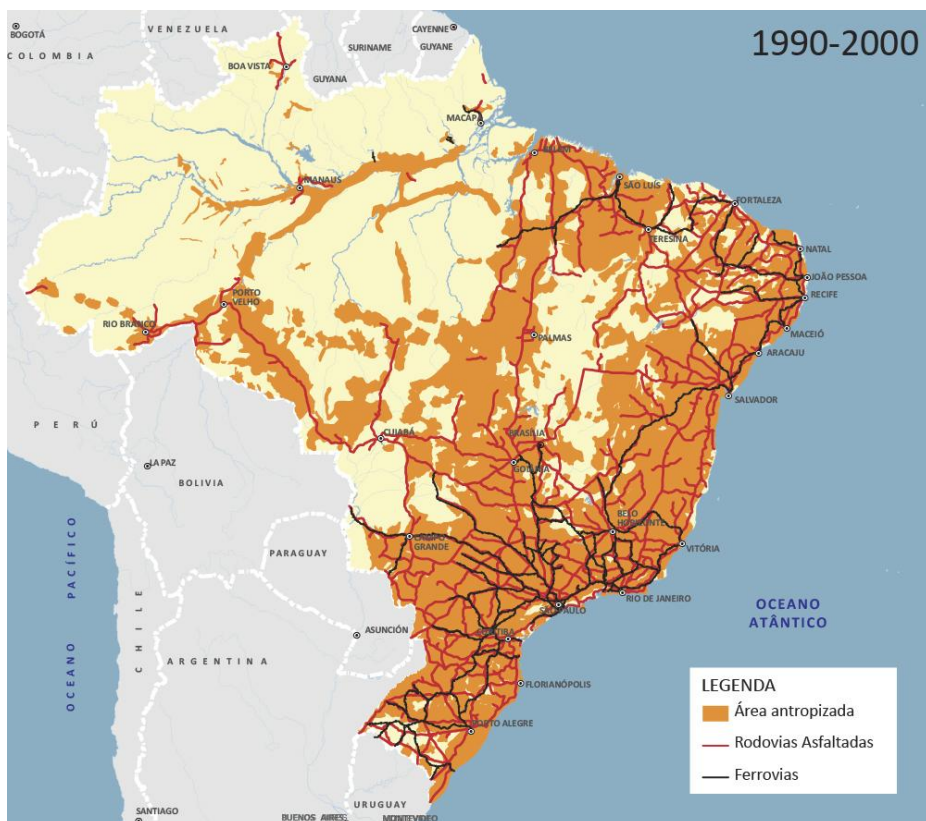 1990-2000
BOGOTÁ
COLOMBIA
VENEZUELA
CAYENNE
SURINAME
GUYANE
BOA VISTA
GUYANA
MACAPÁ
MANAUS
BELÉM
SÃO LUÍS
FORTALEZA
TERESINA
NATAL
JOÃO PESSOA
RECIFE
PORTO
VELHO
RIO BRANCO
PALMAS
MACEIÓ
ARACAJU
SALVADOR
PERÚ
CUIABÁ
BRASÍLIA
GOIÂNIA
LA PAZ
BOLIVIA
BELO
HORIZONTE
CAMPO
GRANDE
VITÓRIA
PARAGUAY
RIO DE JANEIRO
SÃO PAULO
OCEANO
PACÍFICO
CHILE
ASUNCIÓN
CURITIBA
OCEANO
ATÂNTICO
ARGENTINA
FLORIANÓPOLIS
PORTO ALEGRE
LEGENDA
Área antropizada
Rodovias Asfaltadas
Ferrovias
URUGUAY
SANTIAGO
BUENOS AIRES
MONTEVIDEO